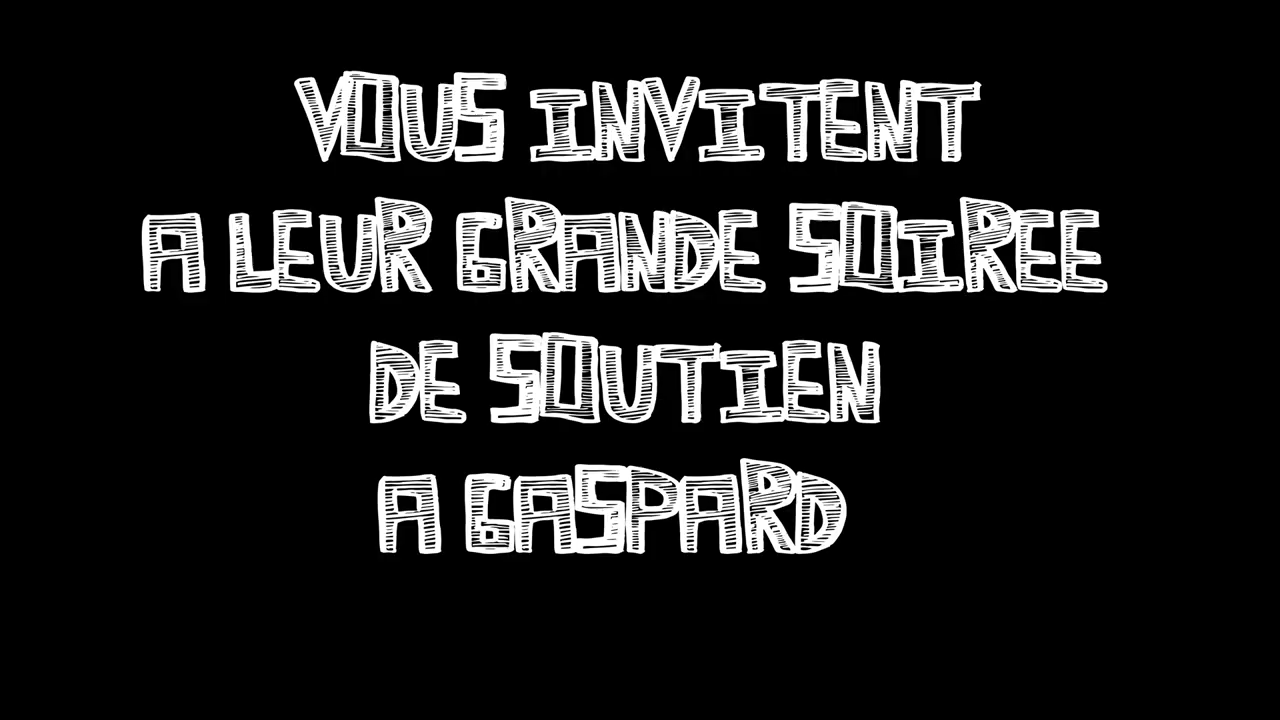 VOUS INVITENT
A LEUR GRANDE SOIREE
DE SOUTIEN
A GASPARD